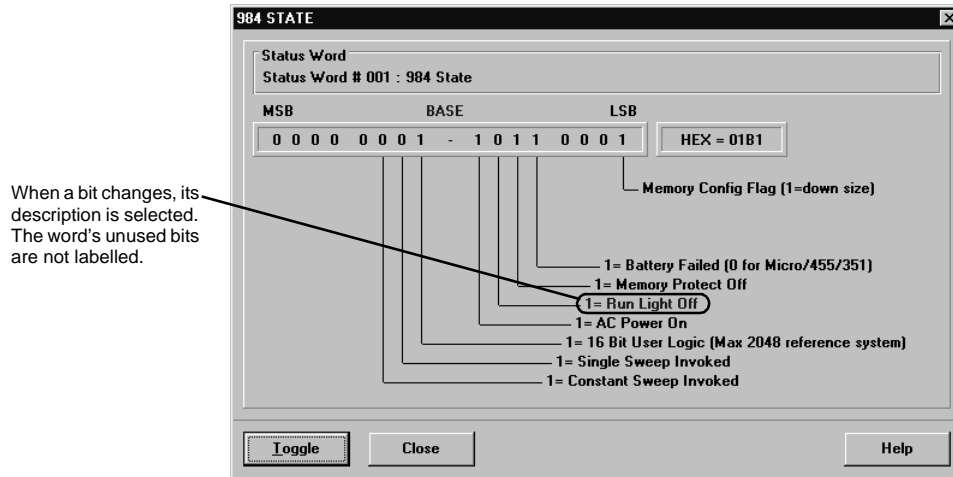 984 STATE
Status Word
Status Word # 001 : 984 State
MSB BASE LSB
0 0 0 0 0 0 0 1 - 1 0 1 1 0 0 0 1 HEX = 01B1
Memory Config Flag (1=down size)
When a bit changes, its
description is selected.
The word's unused bits
are not labelled.
1= Battery Failed (0 for Micro/455/351)
1= Memory Protect Off
1= Run Light Off
1= AC Power On
1= 16 Bit User Logic (Max 2048 reference system)
1= Single Sweep Invoked
1= Constant Sweep Invoked
Toggle Close Help